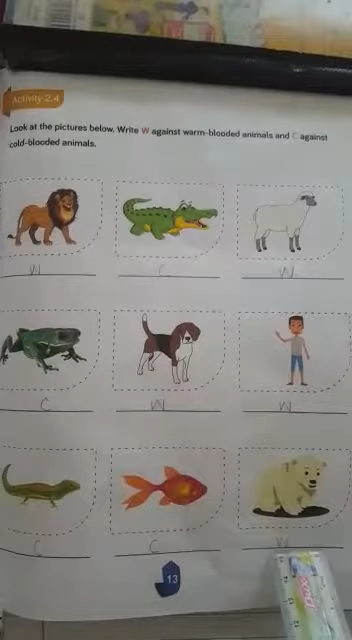 Activity-2.4
Look at the pictures below. Write W against warm-blooded animals and C against
cold-blooded animals.
W C W
C W W
C C W
13